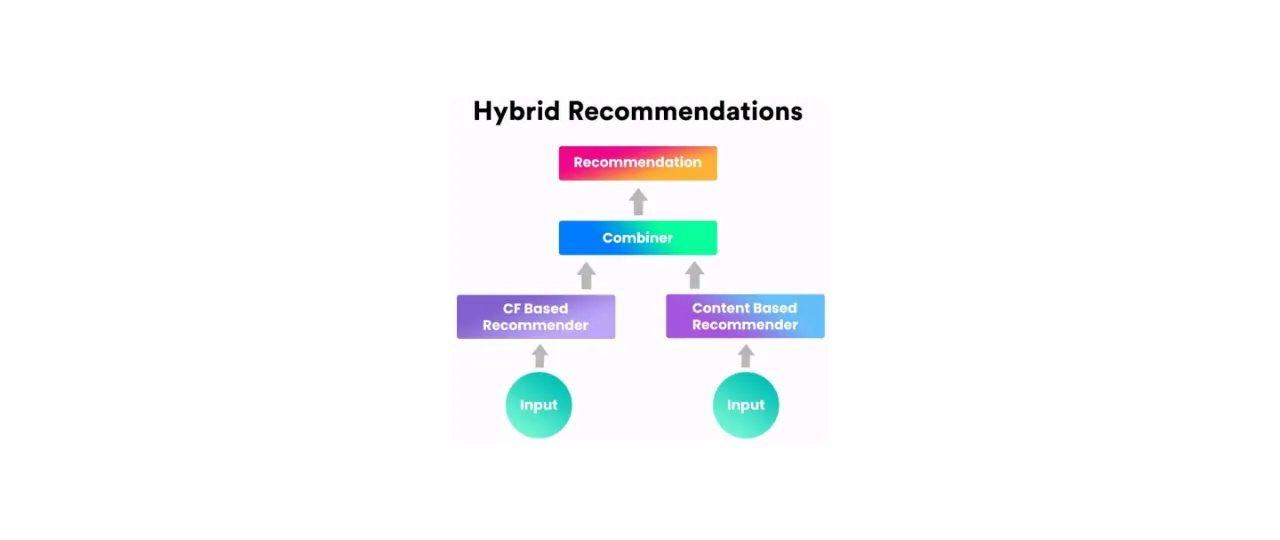 Hybrid Recommendations
Recommendation
Combiner
CF Based
Recommender
Content Based
Recommender
Input
Input